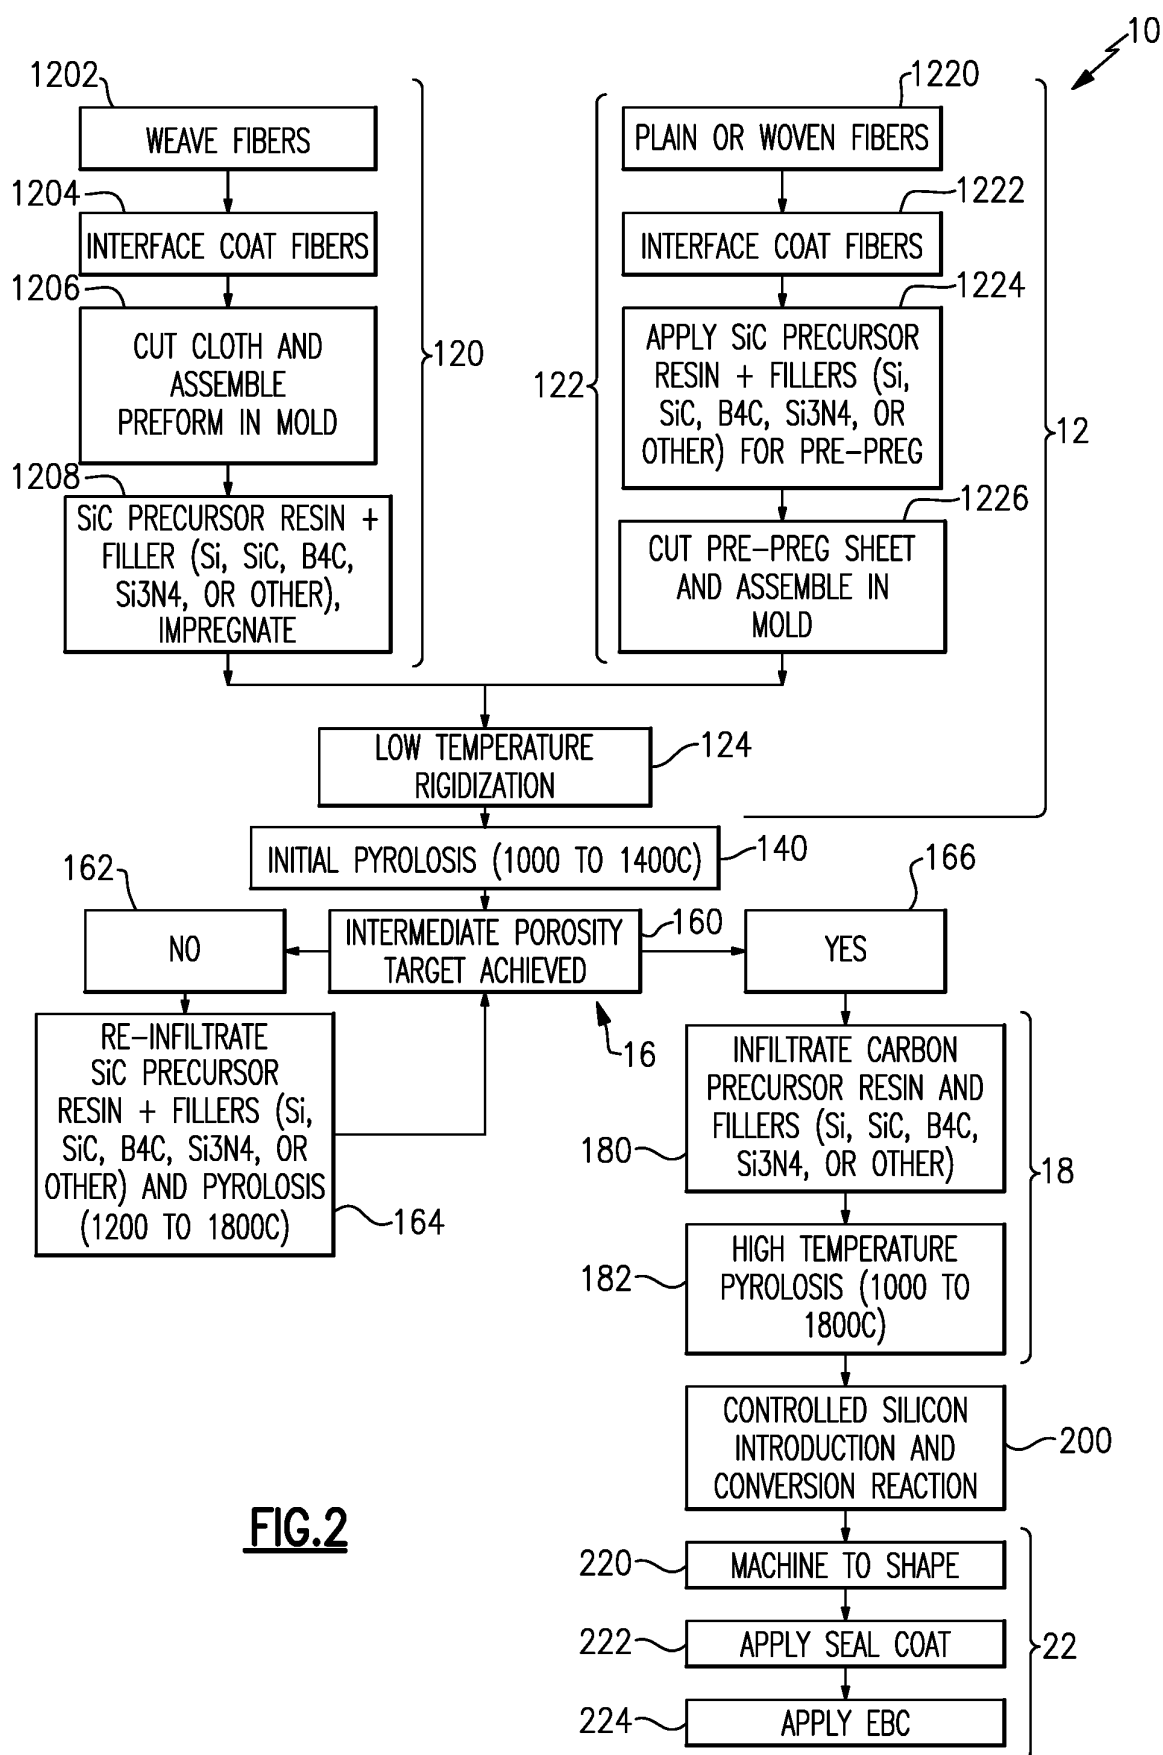 10
1202
WEAVE FIBERS
1204
INTERFACE COAT FIBERS
1206
CUT CLOTH AND
ASSEMBLE
PREFORM IN MOLD
1208
SiC PRECURSOR RESIN +
FILLER (Si, SiC, B4C,
Si3N4, OR OTHER),
IMPREGNATE
120
1220
PLAIN OR WOVEN FIBERS
1222
INTERFACE COAT FIBERS
1224
APPLY SiC PRECURSOR
RESIN + FILLERS (Si,
SiC, B4C, Si3N4, OR
OTHER) FOR PRE-PREG
1226
CUT PRE-PREG SHEET
AND ASSEMBLE IN
MOLD
122
12
LOW TEMPERATURE
RIGIDIZATION
124
INITIAL PYROLOSIS (1000 TO 1400C)
140
162
NO
INTERMEDIATE POROSITY
TARGET ACHIEVED
160
16
166
YES
RE-INFILTRATE
SiC PRECURSOR
RESIN + FILLERS (Si,
SiC, B4C, Si3N4, OR
OTHER) AND PYROLOSIS
(1200 TO 1800C)
164
INFILTRATE CARBON
PRECURSOR RESIN AND
FILLERS (Si, SiC, B4C,
Si3N4, OR OTHER)
180
18
HIGH TEMPERATURE
PYROLOSIS (1000 TO
1800C)
182
CONTROLLED SILICON
INTRODUCTION AND
CONVERSION REACTION
200
FIG.2
220
MACHINE TO SHAPE
222
APPLY SEAL COAT
22
224
APPLY EBC